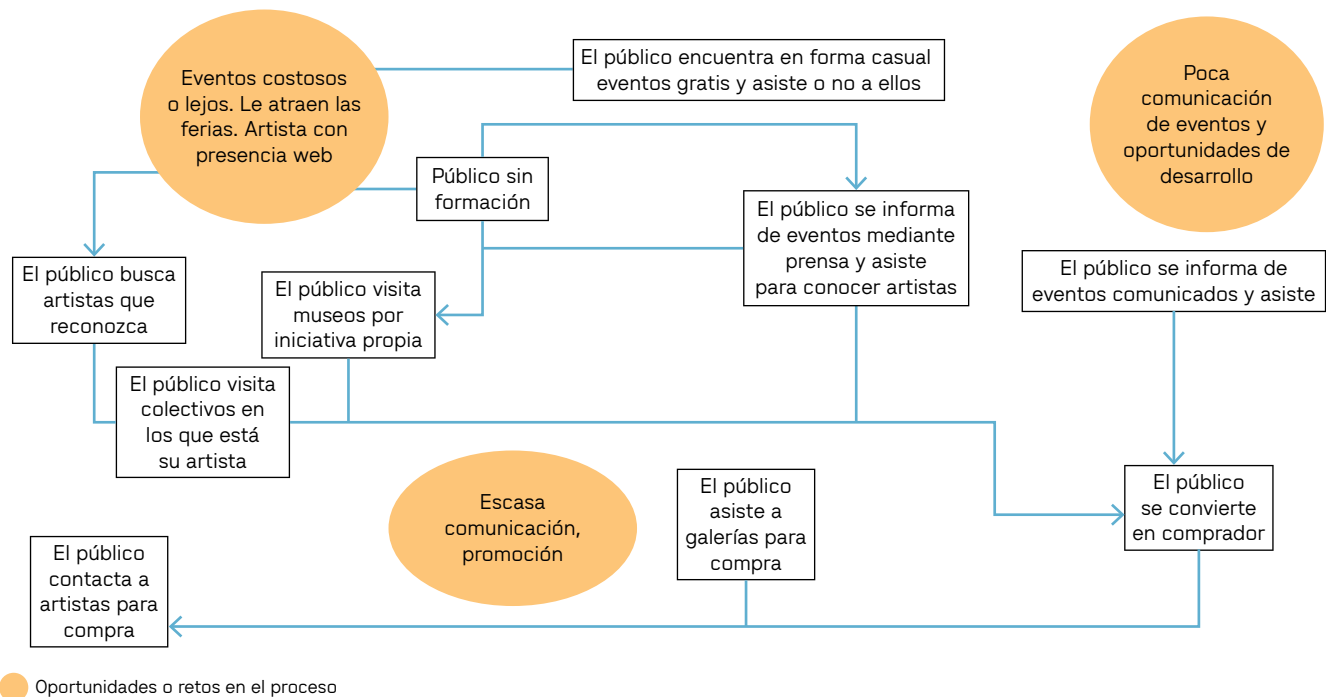 Eventos costosos
o lejos. Le atraen las
ferias. Artista con
presencia web
El público encuentra en forma casual
eventos gratis y asiste o no a ellos
Poca
comunicación
de eventos y
oportunidades de
desarrollo
Público sin
formación
El público se informa
de eventos mediante
prensa y asiste
para conocer artistas
El público busca
artistas que
reconozca
El público visita
museos por
iniciativa propia
El público se informa de
eventos comunicados y asiste
El público visita
colectivos en
los que está
su artista
Escasa
comunicación,
promoción
El público
asiste a
galerías para
compra
El público
se convierte
en comprador
El público
contacta a
artistas para
compra
Oportunidades o retos en el proceso